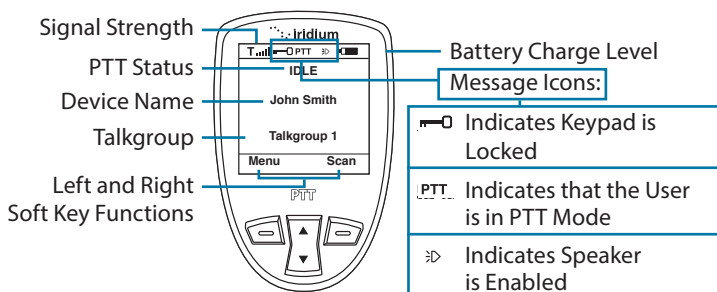 Signal Strength
PTT Status
Device Name
Talkgroup
Left and Right
Soft Key Functions
iridium
T PTT
IDLE
John Smith
Talkgroup 1
Menu Scan
PTT
Battery Charge Level
Message Icons:
Indicates Keypad is
Locked
PTT Indicates that the User
is in PTT Mode
Indicates Speaker
is Enabled